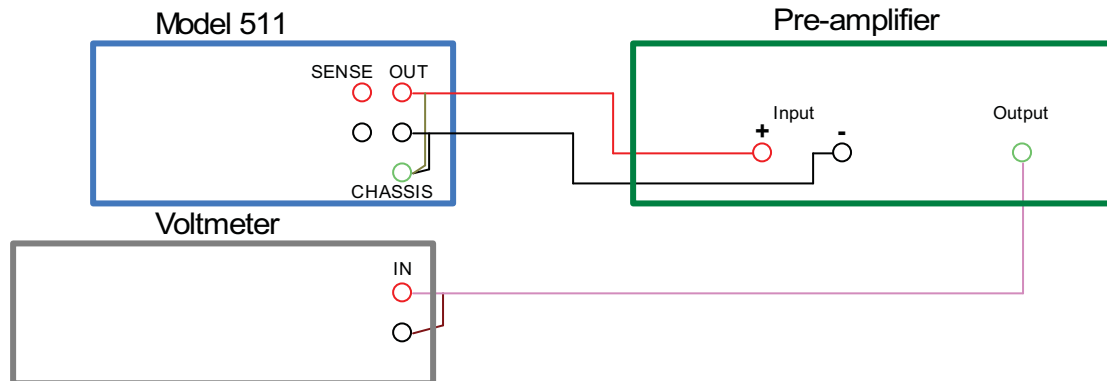 Model 511
Pre-amplifier
SENSE OUT
Input
Output
+ -
CHASSIS
Voltmeter
IN